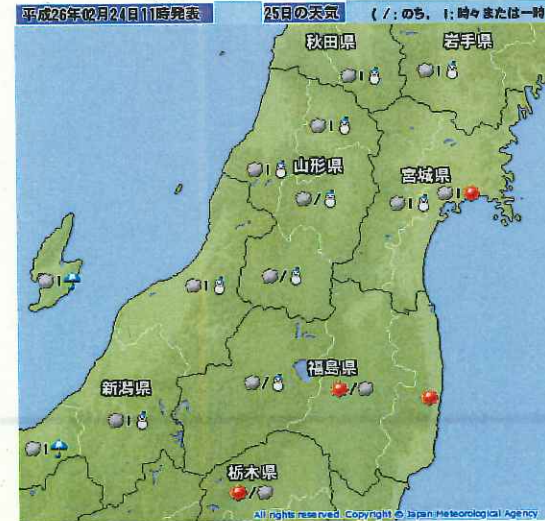 平成26年02月24日11時発表 25日の天気 ( / : のち, | : 時々または一時
秋田県 岩手県
山形県 宮城県
福島県
新潟県
栃木県
All rights reserved. Copyright © Japan Meteorological Agency